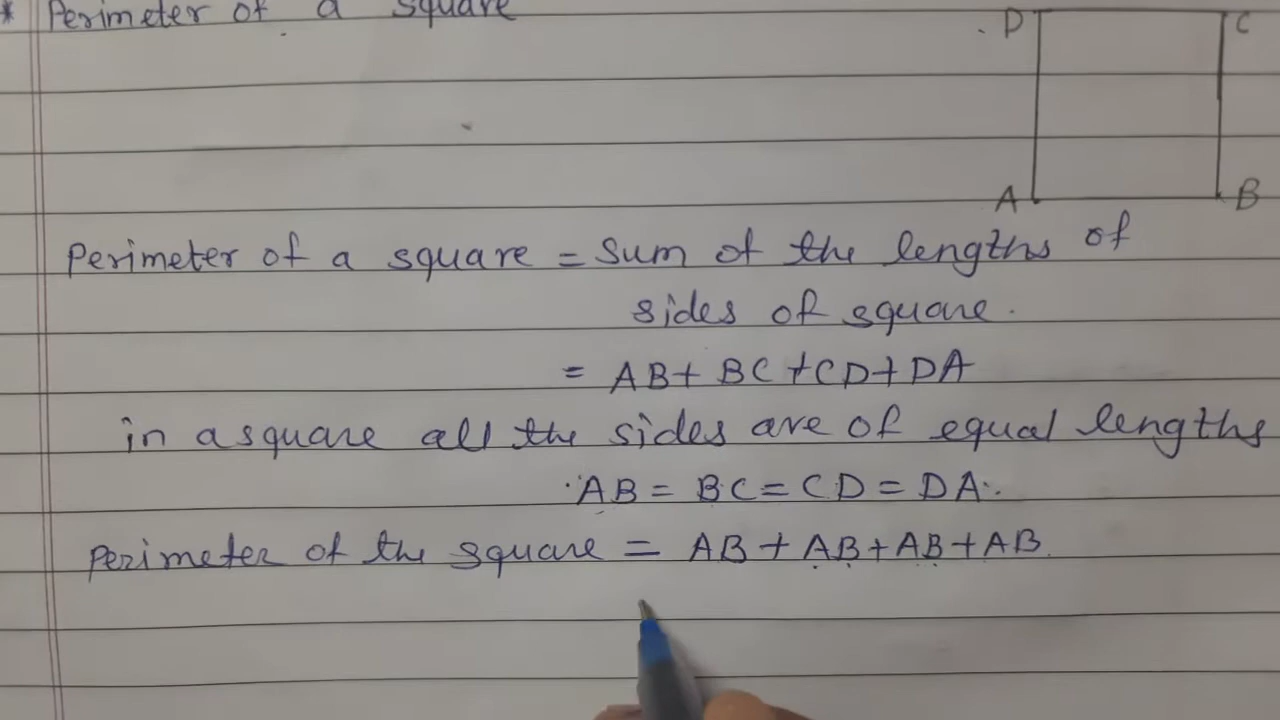 * Perimeter of a square
D C
A B
Perimeter of a square = Sum of the lengths of
sides of square.
= AB + BC + CD + DA
in a square all the sides are of equal lengths
AB = BC = CD = DA.
Perimeter of the square = AB + AB + AB + AB